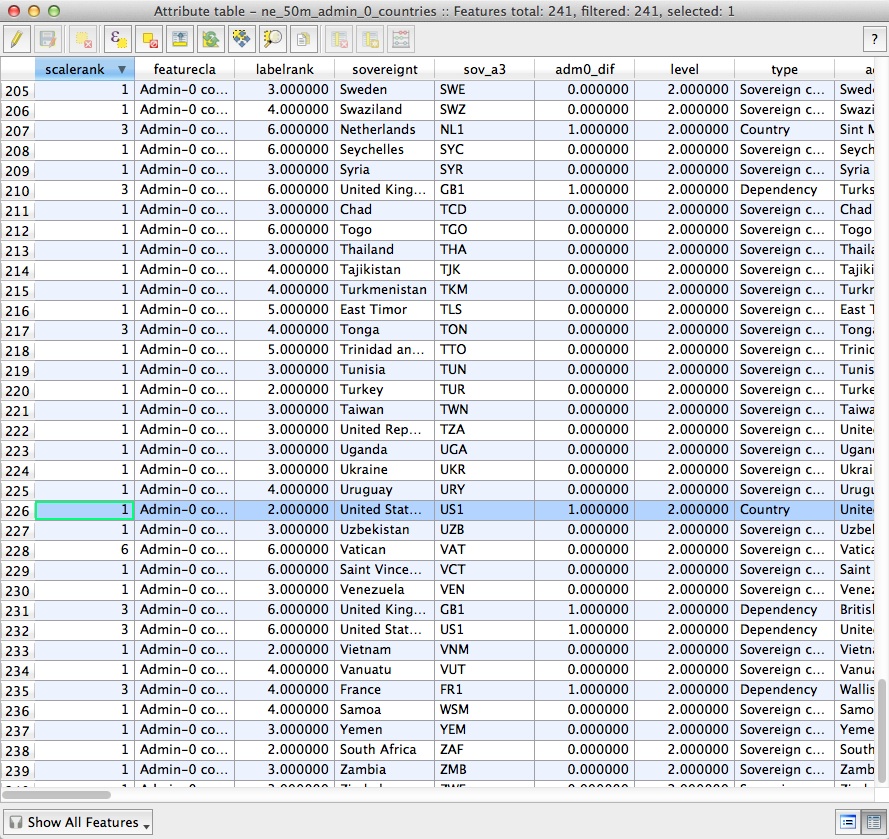 Attribute table - ne_50m_admin_0_countries :: Features total: 241, filtered: 241, selected: 1
?
scalerank featurecla labelrank sovereignt sov_a3 adm0_dif level type
205 1 Admin-0 co... 3.000000 Sweden SWE 0.000000 2.000000 Sovereign c... Swed
206 1 Admin-0 co... 4.000000 Swaziland SWZ 0.000000 2.000000 Sovereign c... Swazi
207 3 Admin-0 co... 6.000000 Netherlands NL1 1.000000 2.000000 Country Sint M
208 1 Admin-0 co... 6.000000 Seychelles SYC 0.000000 2.000000 Sovereign c... Seych
209 1 Admin-0 co... 3.000000 Syria SYR 0.000000 2.000000 Sovereign c... Syria
210 3 Admin-0 co... 6.000000 United King... GB1 1.000000 2.000000 Dependency Turks
211 1 Admin-0 co... 3.000000 Chad TCD 0.000000 2.000000 Sovereign c... Chad
212 1 Admin-0 co... 6.000000 Togo TGO 0.000000 2.000000 Sovereign c... Togo
213 1 Admin-0 co... 3.000000 Thailand THA 0.000000 2.000000 Sovereign c... Thaila
214 1 Admin-0 co... 4.000000 Tajikistan TJK 0.000000 2.000000 Sovereign c... Tajiki
215 1 Admin-0 co... 4.000000 Turkmenistan TKM 0.000000 2.000000 Sovereign c... Turkr
216 1 Admin-0 co... 5.000000 East Timor TLS 0.000000 2.000000 Sovereign c... East T
217 3 Admin-0 co... 4.000000 Tonga TON 0.000000 2.000000 Sovereign c... Tonga
218 1 Admin-0 co... 5.000000 Trinidad an... TTO 0.000000 2.000000 Sovereign c... Trinic
219 1 Admin-0 co... 3.000000 Tunisia TUN 0.000000 2.000000 Sovereign c... Tunis
220 1 Admin-0 co... 2.000000 Turkey TUR 0.000000 2.000000 Sovereign c... Turke
221 1 Admin-0 co... 3.000000 Taiwan TWN 0.000000 2.000000 Sovereign c... Taiwa
222 1 Admin-0 co... 3.000000 United Rep... TZA 0.000000 2.000000 Sovereign c... Unite
223 1 Admin-0 co... 3.000000 Uganda UGA 0.000000 2.000000 Sovereign c... Ugan
224 1 Admin-0 co... 3.000000 Ukraine UKR 0.000000 2.000000 Sovereign c... Ukrai
225 1 Admin-0 co... 4.000000 Uruguay URY 0.000000 2.000000 Sovereign c... Urugu
226 1 Admin-0 co... 2.000000 United Stat... US1 1.000000 2.000000 Country Unite
227 1 Admin-0 co... 3.000000 Uzbekistan UZB 0.000000 2.000000 Sovereign c... Uzbel
228 6 Admin-0 co... 6.000000 Vatican VAT 0.000000 2.000000 Sovereign c... Vatica
229 1 Admin-0 co... 6.000000 Saint Vince... VCT 0.000000 2.000000 Sovereign c... Saint
230 1 Admin-0 co... 3.000000 Venezuela VEN 0.000000 2.000000 Sovereign c... Venez
231 3 Admin-0 co... 6.000000 United King... GB1 1.000000 2.000000 Dependency British
232 3 Admin-0 co... 6.000000 United Stat... US1 1.000000 2.000000 Dependency Unite
233 1 Admin-0 co... 2.000000 Vietnam VNM 0.000000 2.000000 Sovereign c... Vietn
234 1 Admin-0 co... 4.000000 Vanuatu VUT 0.000000 2.000000 Sovereign c... Vanua
235 3 Admin-0 co... 4.000000 France FR1 1.000000 2.000000 Dependency Wallis
236 1 Admin-0 co... 4.000000 Samoa WSM 0.000000 2.000000 Sovereign c... Samo
237 1 Admin-0 co... 3.000000 Yemen YEM 0.000000 2.000000 Sovereign c... Yeme
238 1 Admin-0 co... 2.000000 South Africa ZAF 0.000000 2.000000 Sovereign c... South
239 1 Admin-0 co... 3.000000 Zambia ZMB 0.000000 2.000000 Sovereign c... Zamb
Show All Features